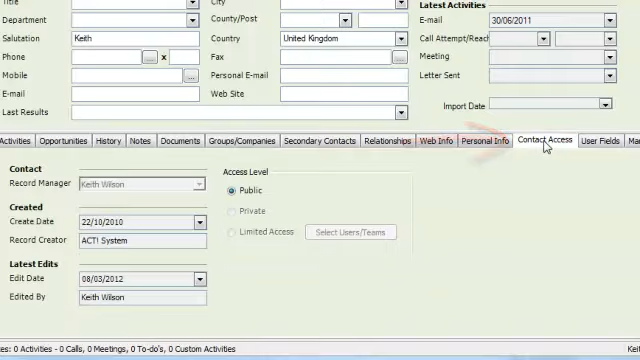 Title City Latest Activities
Department County/Post E-mail 30/06/2011
Salutation Keith Country United Kingdom Call Attempt/Reach
Phone ... x Fax ... Meeting
Mobile ... Personal E-mail Letter Sent
E-mail Web Site
Last Results Import Date
Activities Opportunities History Notes Documents Groups/Companies Secondary Contacts Relationships Web Info Personal Info Contact Access User Fields Mar
Contact Access Level
Record Manager Keith Wilson Public
Created Private
Create Date 22/10/2010 Limited Access Select Users/Teams
Record Creator ACT! System
Latest Edits
Edit Date 08/03/2012
Edited By Keith Wilson
es: 0 Activities - 0 Calls, 0 Meetings, 0 To-do's, 0 Custom Activities Keit